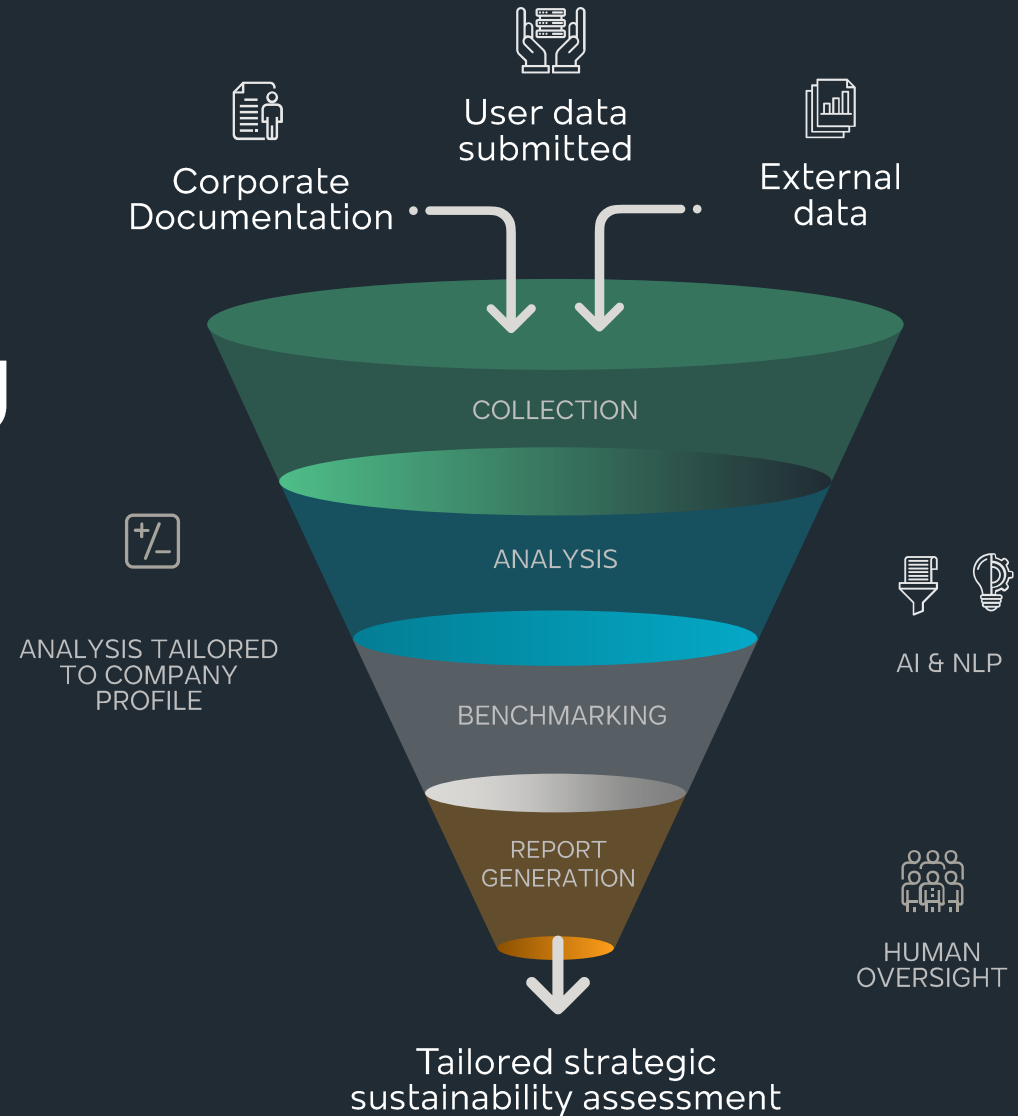 User data
submitted
Corporate
Documentation
External
data
COLLECTION
ANALYSIS
ANALYSIS TAILORED
TO COMPANY
PROFILE
AI & NLP
BENCHMARKING
REPORT
GENERATION
HUMAN
OVERSIGHT
Tailored strategic
sustainability assessment